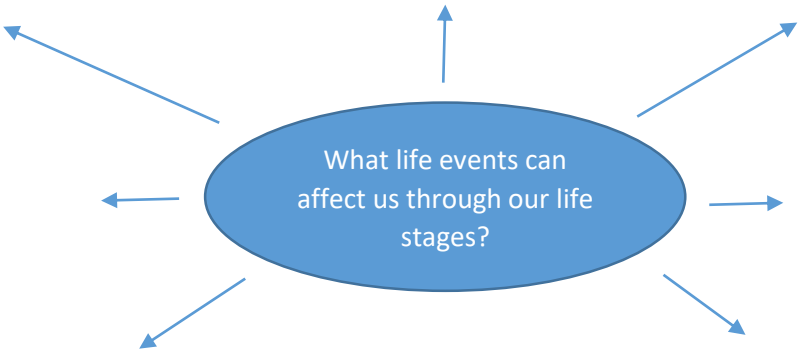 What life events can
affect us through our life
stages?